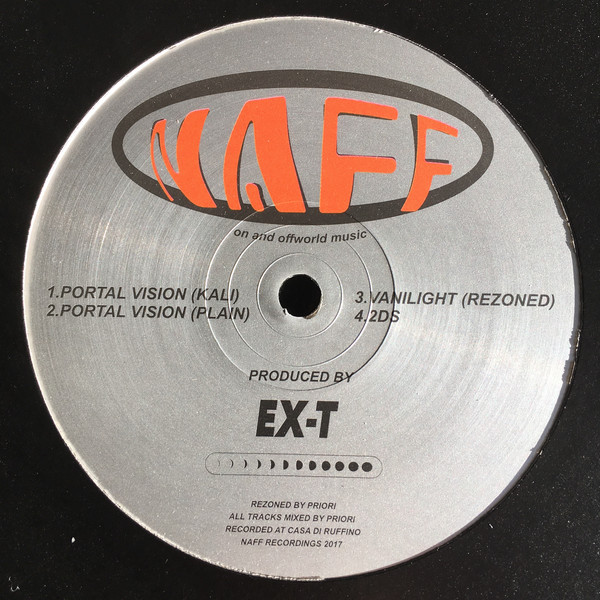 NAFF
on and offworld music
1.PORTAL VISION (KALI)
2.PORTAL VISION (PLAIN)
3.VANILIGHT (REZONED)
4.2DS
PRODUCED BY
EX-T
REZONED BY PRIORI
ALL TRACKS MIXED BY PRIORI
RECORDED AT CASA DI RUFFINO
NAFF RECORDINGS 2017